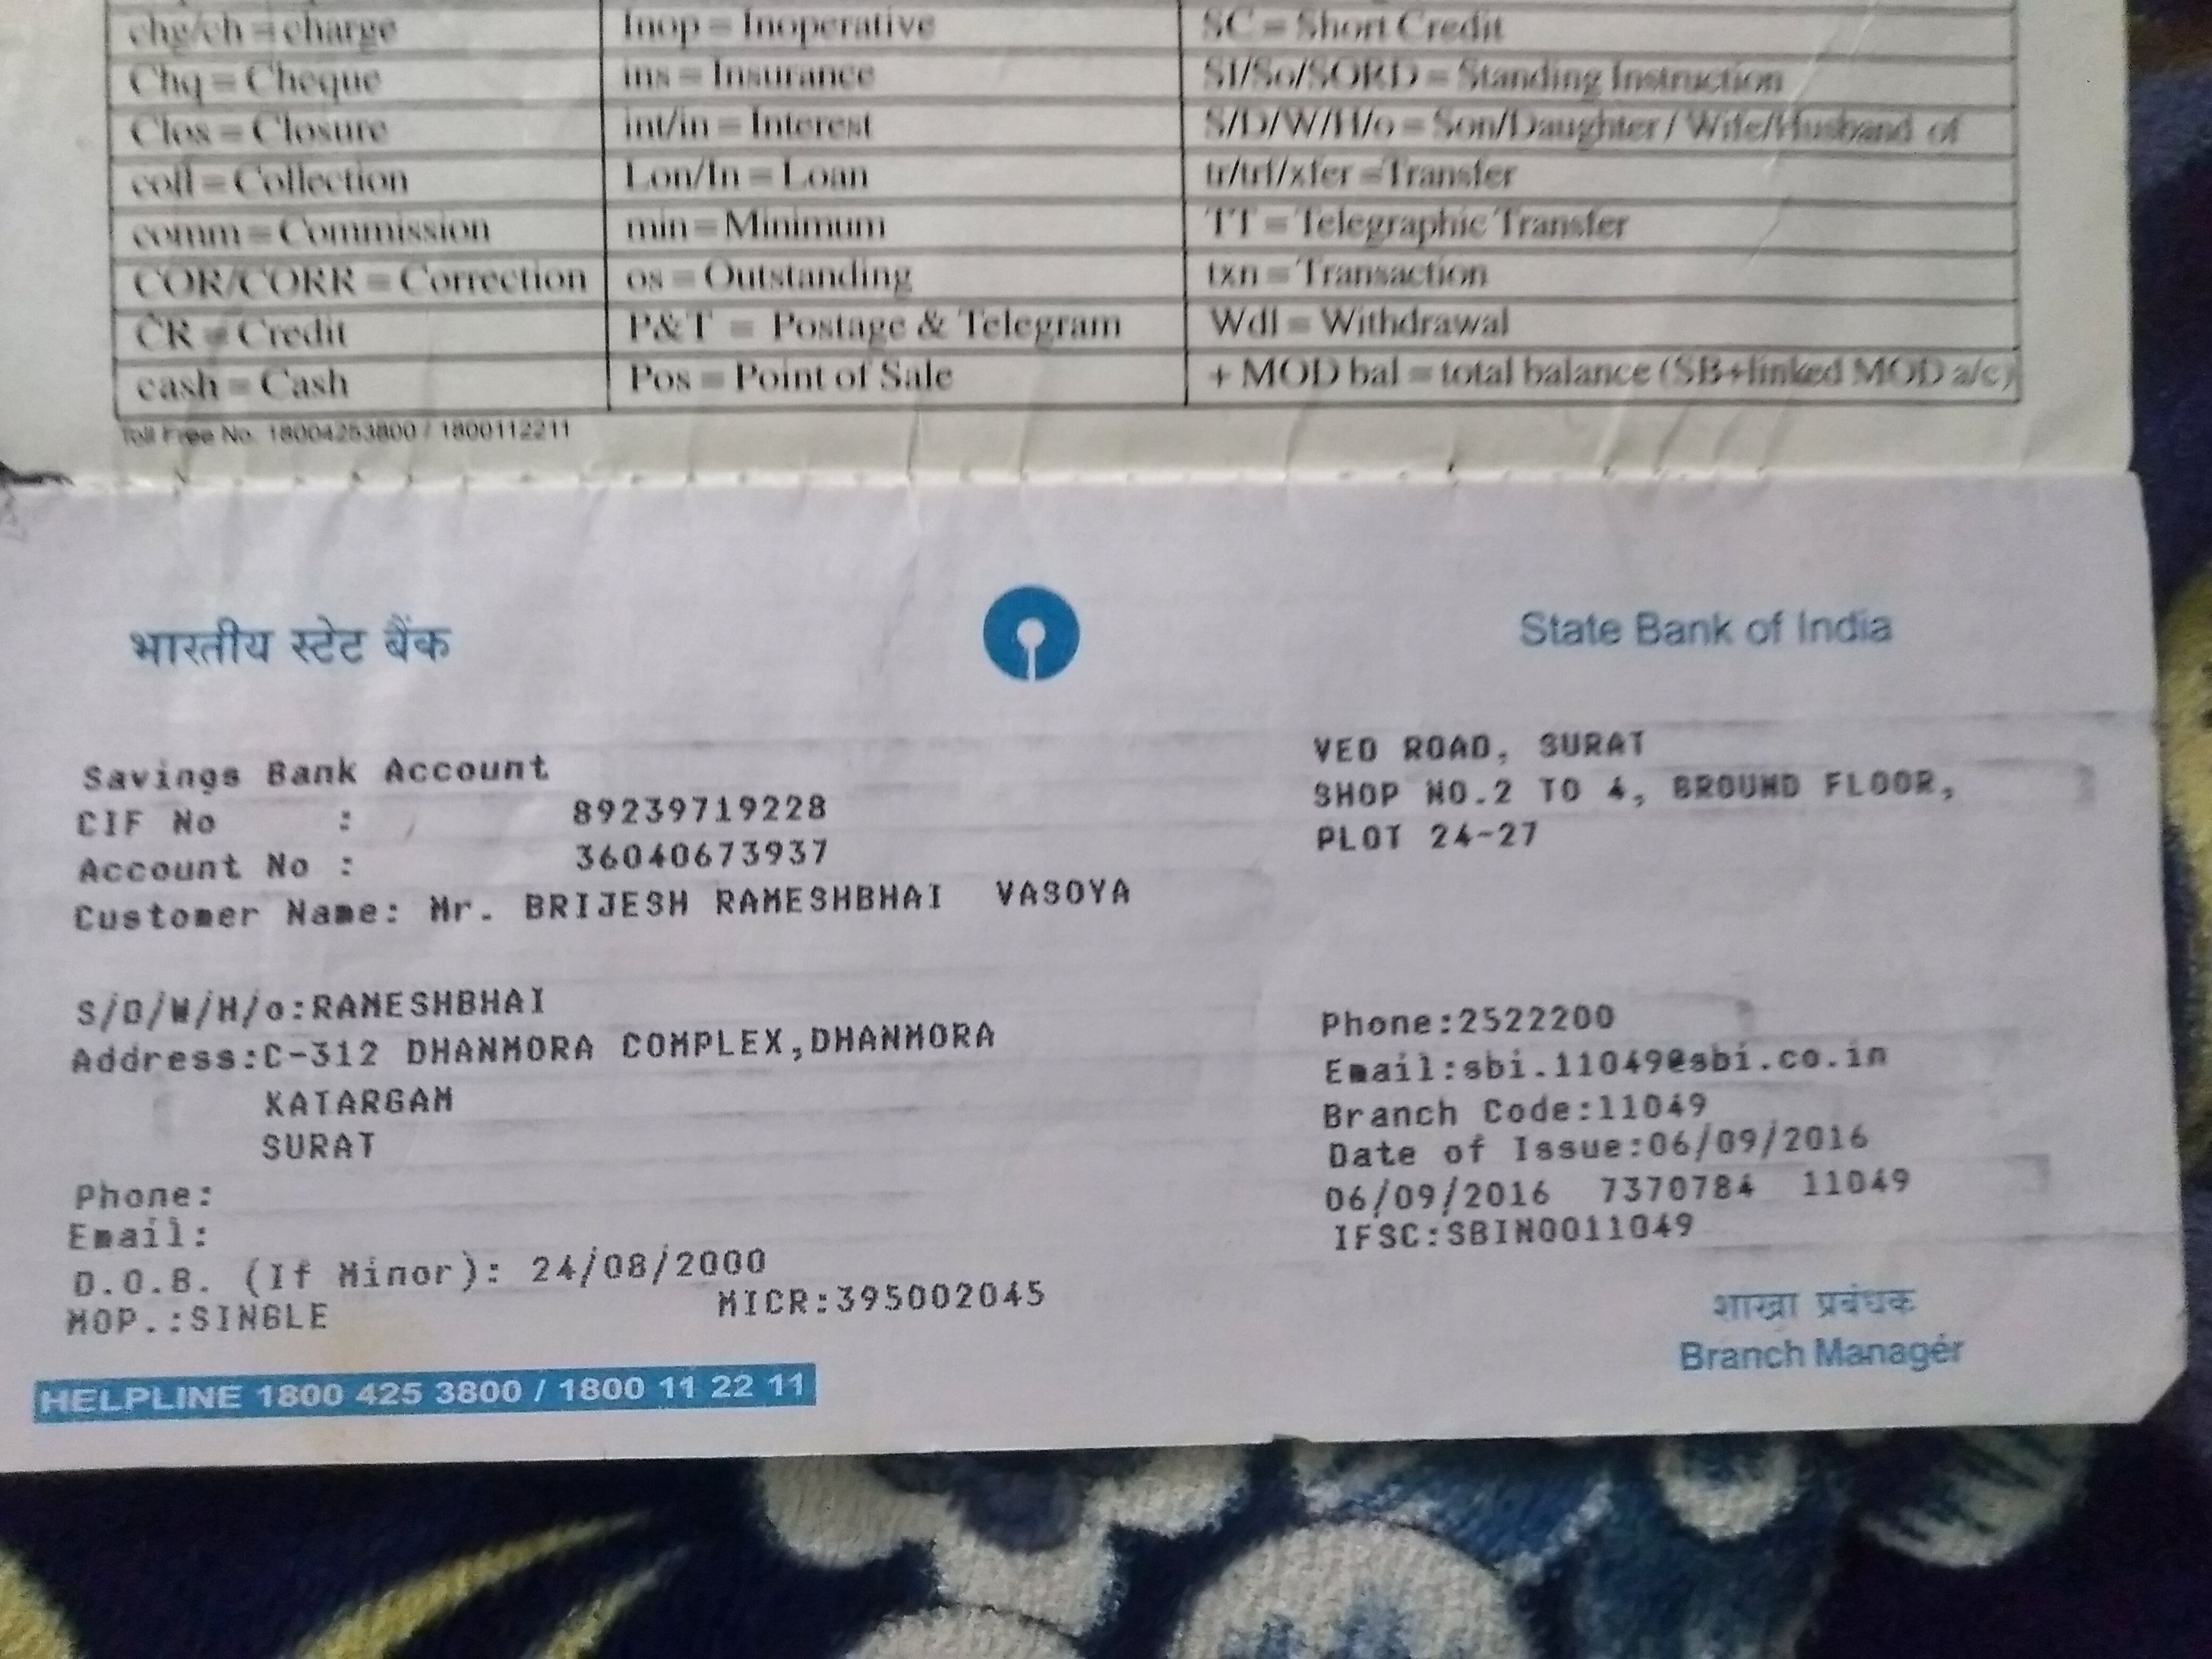 chg/ch = charge
Inop = Inoperative
SC = Short Credit
Chq = Cheque
ins = Insurance
SI/So/SORD = Standing Instruction
Clos = Closure
int/in = Interest
S/D/W/H/o = Son/Daughter / Wife/Husband of
coll = Collection
Lon/In = Loan
tr/trf/xfer = Transfer
comm = Commission
min = Minimum
TT = Telegraphic Transfer
COR/CORR = Correction
os = Outstanding
txn = Transaction
CR = Credit
P&T = Postage & Telegram
Wdl = Withdrawal
cash = Cash
Pos = Point of Sale
+ MOD bal = total balance (SB+linked MOD a/c)
Toll Free No. 18004253800 / 1800112211
भारतीय स्टेट बैंक
State Bank of India
Savings Bank Account
CIF No : 89239719228
Account No : 36040673937
Customer Name: Mr. BRIJESH RAMESHBHAI VASOYA
S/D/W/H/o:RAMESHBHAI
Address:C-312 DHANMORA COMPLEX,DHANMORA
KATARGAM
SURAT
Phone:
Email:
D.O.B. (If Minor): 24/08/2000
MOP.:SINGLE MICR:395002045
HELPLINE 1800 425 3800 / 1800 11 22 11
VED ROAD, SURAT
SHOP NO.2 TO 4, GROUND FLOOR,
PLOT 24-27
Phone:2522200
Email:sbi.11049@sbi.co.in
Branch Code:11049
Date of Issue:06/09/2016
06/09/2016 7370784 11049
IFSC:SBIN0011049
शाखा प्रबंधक
Branch Manager